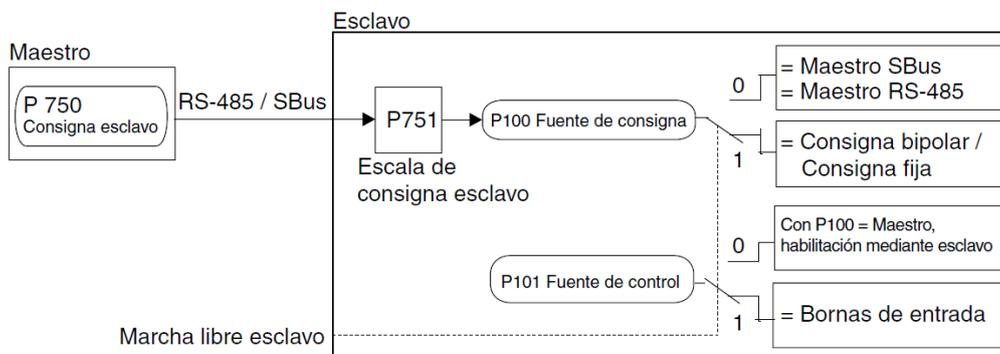 Esclavo
Maestro
P 750
Consigna esclavo
RS-485 / SBus
P751
Escala de
consigna esclavo
P100 Fuente de consigna
0
= Maestro SBus
= Maestro RS-485
1
= Consigna bipolar /
Consigna fija
0
Con P100 = Maestro,
habilitación mediante esclavo
P101 Fuente de control
1
= Bornas de entrada
Marcha libre esclavo